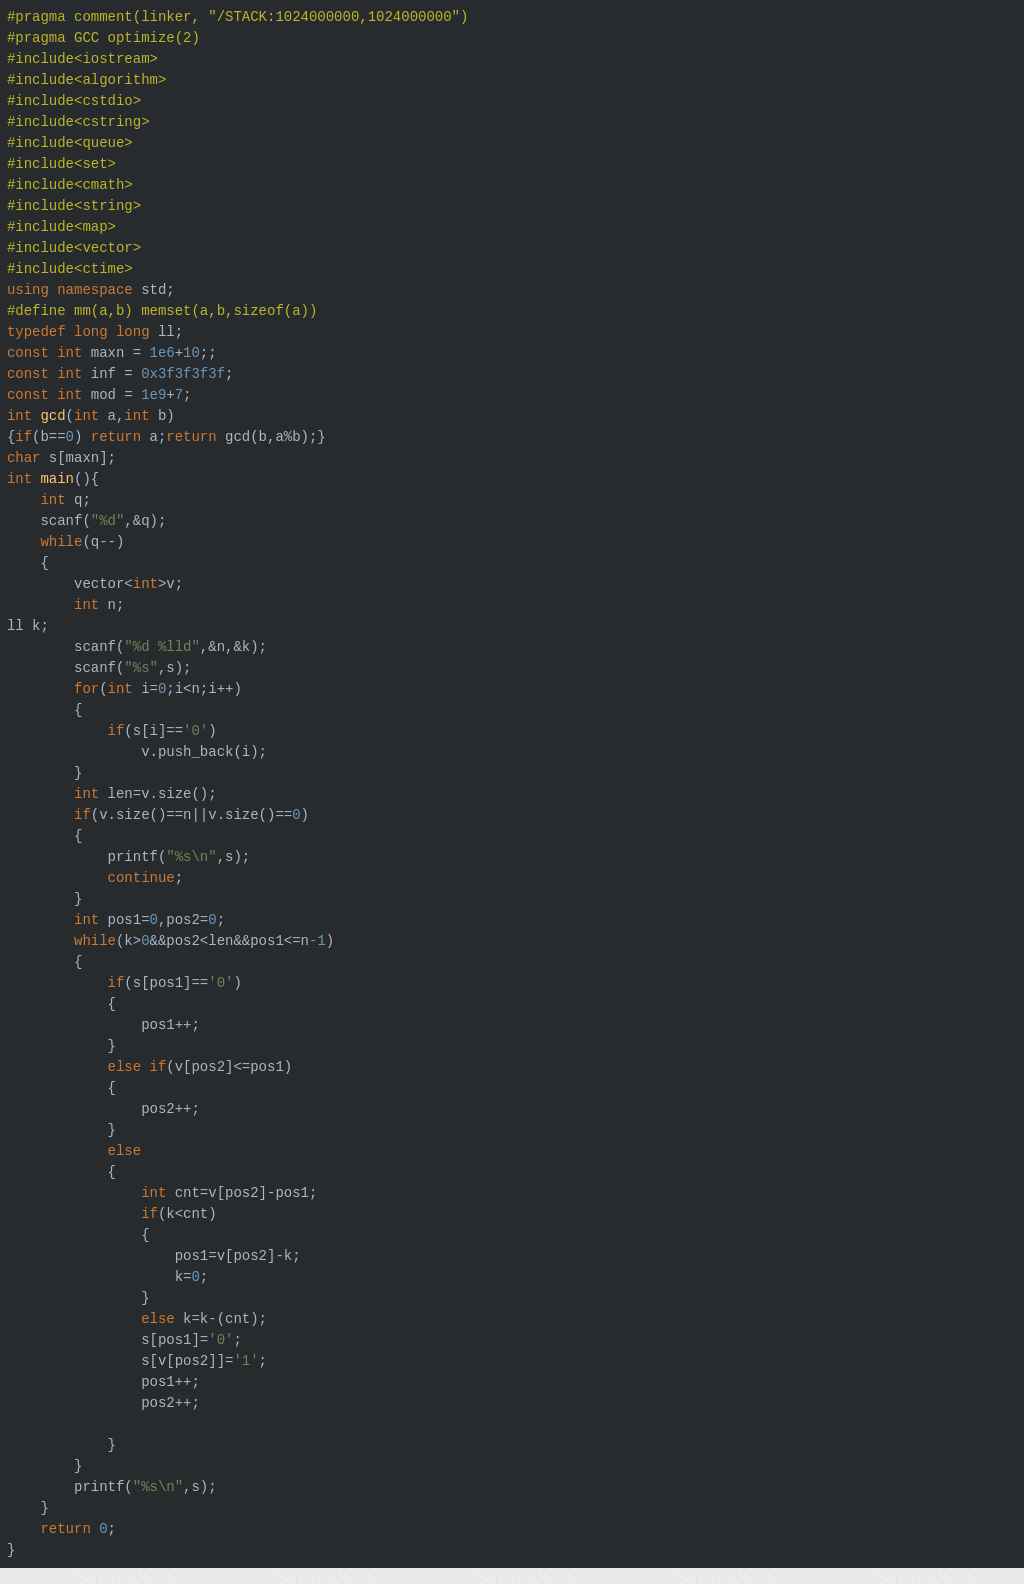 #pragma comment(linker, "/STACK:1024000000,1024000000")
#pragma GCC optimize(2)
#include<iostream>
#include<algorithm>
#include<cstdio>
#include<cstring>
#include<queue>
#include<set>
#include<cmath>
#include<string>
#include<map>
#include<vector>
#include<ctime>
using namespace std;
#define mm(a,b) memset(a,b,sizeof(a))
typedef long long ll;
const int maxn = 1e6+10;;
const int inf = 0x3f3f3f3f;
const int mod = 1e9+7;
int gcd(int a,int b)
{if(b==0) return a;return gcd(b,a%b);}
char s[maxn];
int main(){
    int q;
    scanf("%d",&q);
    while(q--)
    {
        vector<int>v;
        int n;
ll k;
        scanf("%d %lld",&n,&k);
        scanf("%s",s);
        for(int i=0;i<n;i++)
        {
            if(s[i]=='0')
                v.push_back(i);
        }
        int len=v.size();
        if(v.size()==n||v.size()==0)
        {
            printf("%s\n",s);
            continue;
        }
        int pos1=0,pos2=0;
        while(k>0&&pos2<len&&pos1<=n-1)
        {
            if(s[pos1]=='0')
            {
                pos1++;
            }
            else if(v[pos2]<=pos1)
            {
                pos2++;
            }
            else
            {
                int cnt=v[pos2]-pos1;
                if(k<cnt)
                {
                    pos1=v[pos2]-k;
                    k=0;
                }
                else k=k-(cnt);
                s[pos1]='0';
                s[v[pos2]]='1';
                pos1++;
                pos2++;

            }
        }
        printf("%s\n",s);
    }
    return 0;
}